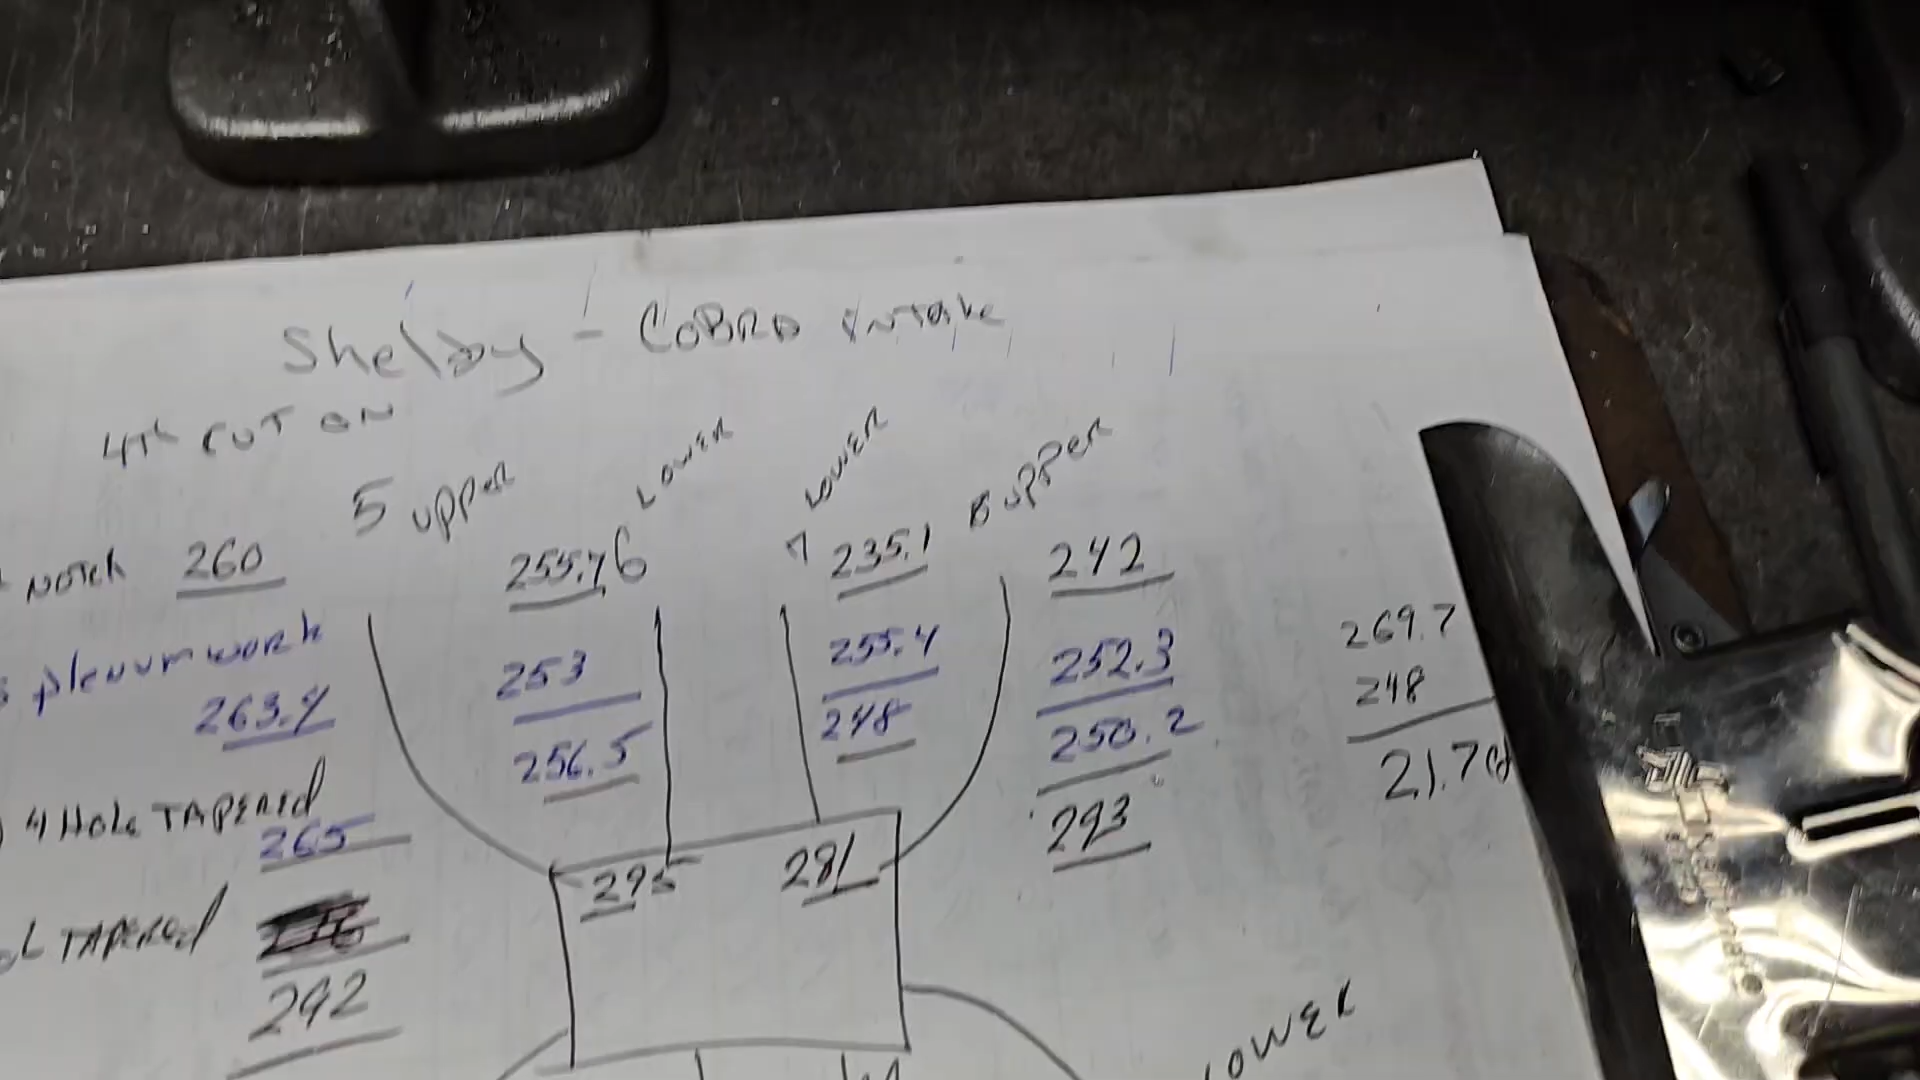 Shelby - COBRA intake
4th CUT ON
5 upper
LOWER
7 LOWER
8 upper
NOTCH 260
255.76
235.1
242
plenum work
263.4
253
255.4
252.3
269.7
256.5
248
250.2
248
21.7
4 Hole TAPERED
265
293
295
281
TAPERED
292
LOWER